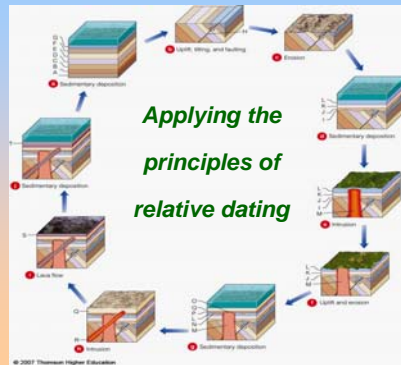 H
Uplift, tilting, and faulting
Erosion
A
Sedimentary deposition
L
K
J
I
Sedimentary deposition
Applying the
principles of
relative dating
Sedimentary deposition
L
K
J
I
M
Intrusion
S
Lava flow
L
K
J
M
Uplift and erosion
Q
R
Intrusion
Sedimentary deposition
© 2007 Thomson Higher Education